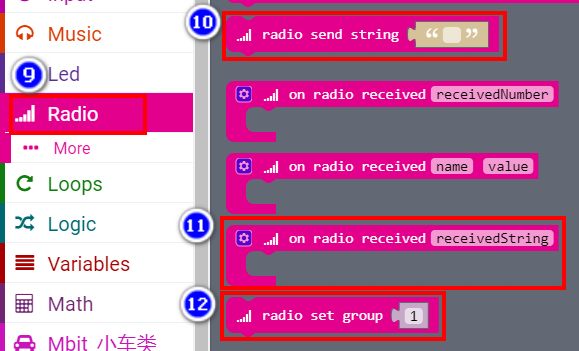 Input
Music
9
Led
Radio
More
Loops
Logic
Variables
Math
Mbit 小车类
10
radio send string “ ”
on radio received receivedNumber
on radio received name value
11
on radio received receivedString
12
radio set group 1